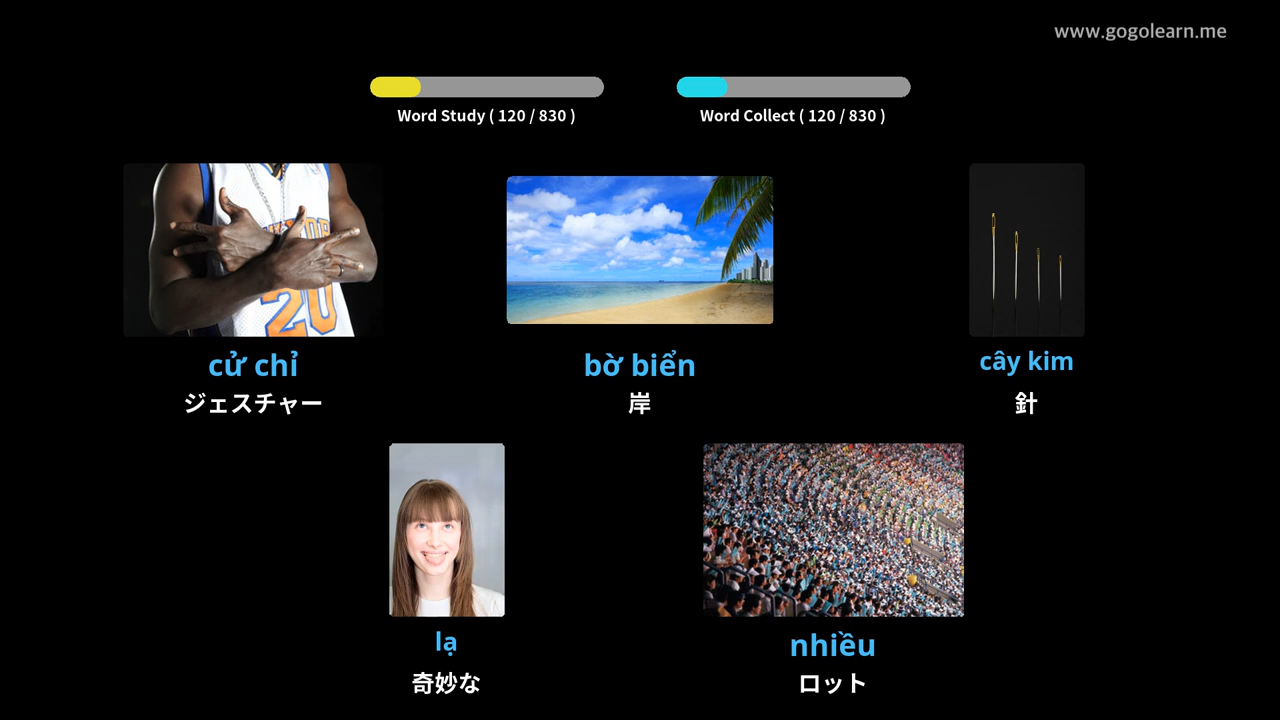 www.gogolearn.me
Word Study ( 120 / 830 )
Word Collect ( 120 / 830 )
20
cử chỉ
ジェスチャー
bờ biển
岸
cây kim
針
lạ
奇妙な
nhiều
ロット